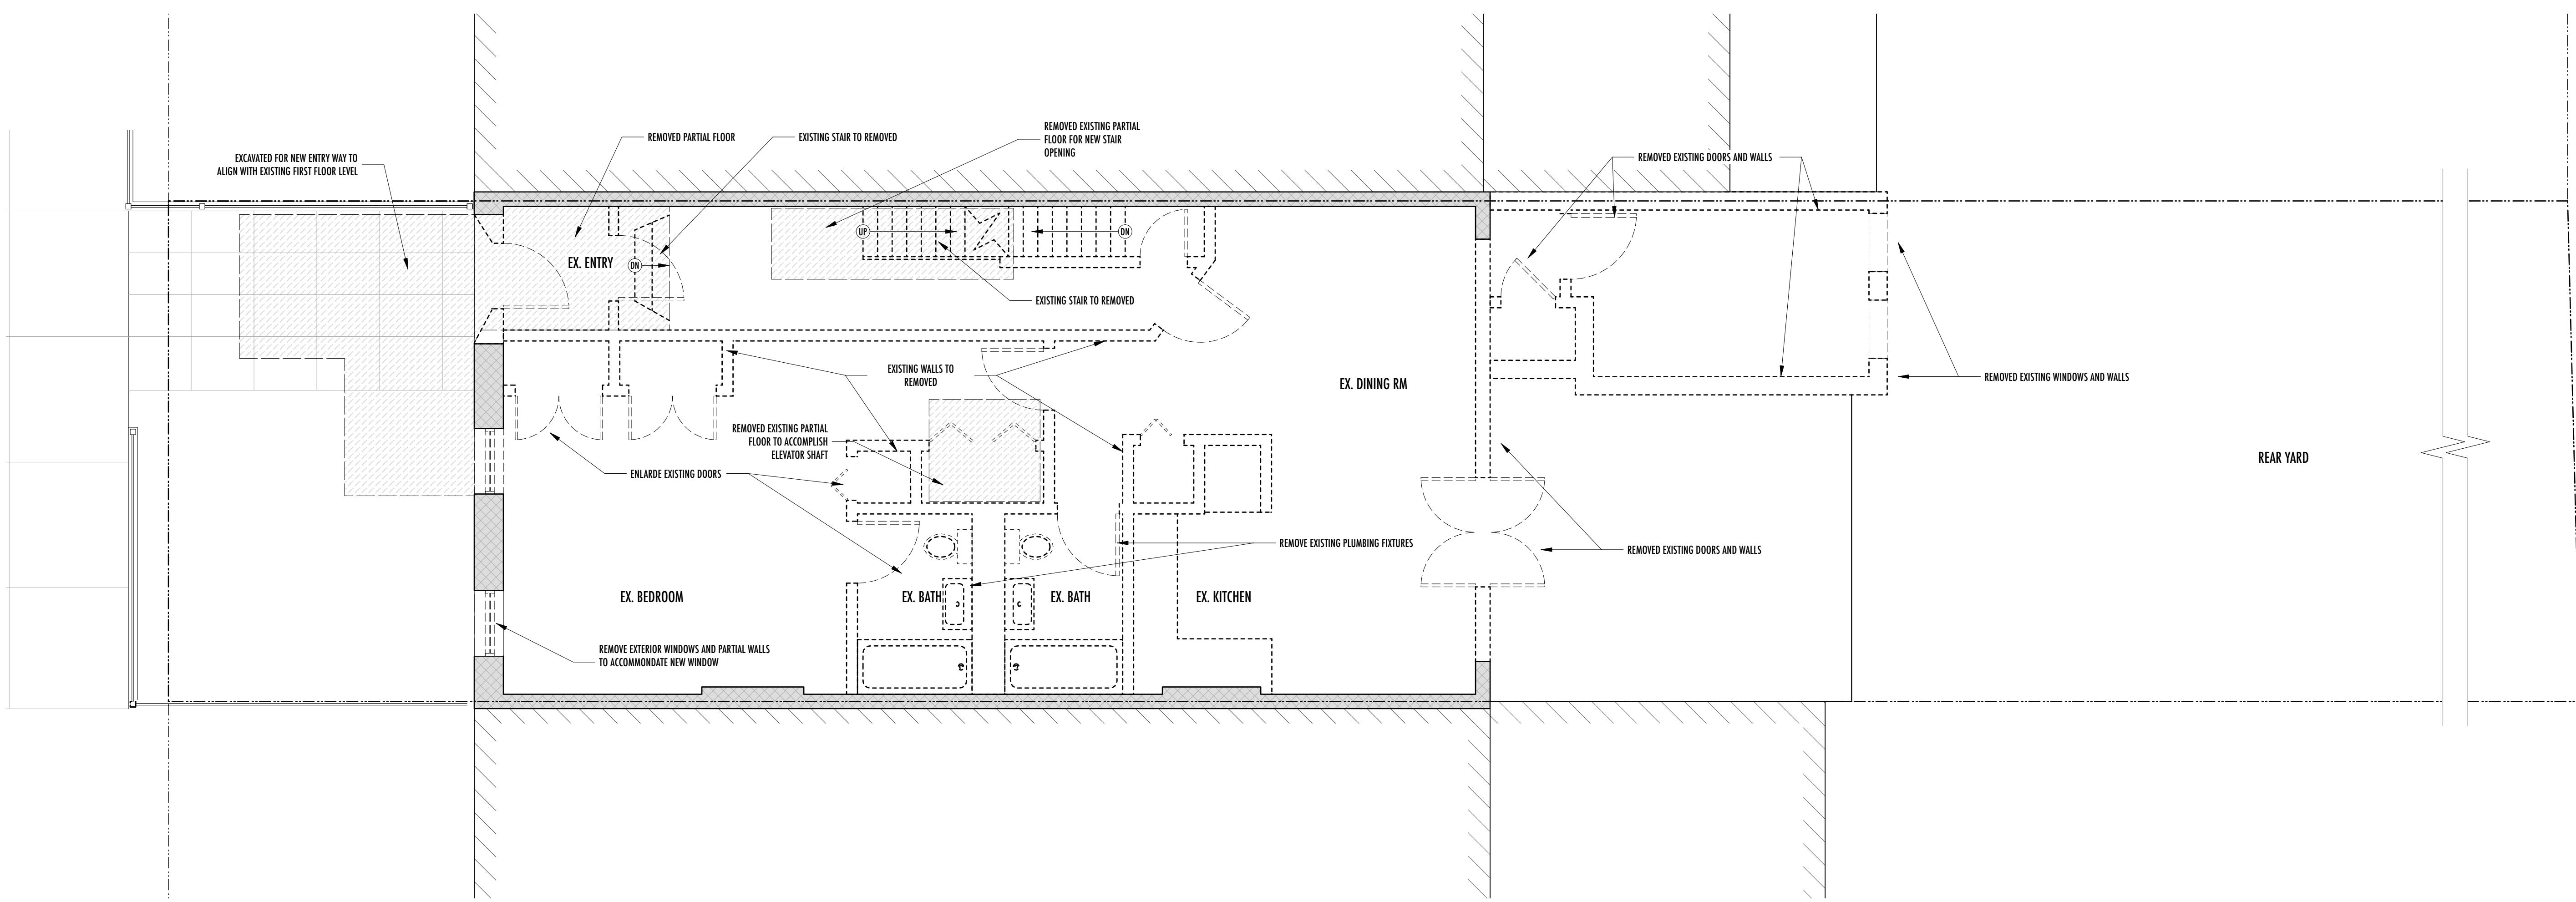 REMOVED PARTIAL FLOOR
EXISTING STAIR TO REMOVED
REMOVED EXISTING PARTIAL
FLOOR FOR NEW STAIR
OPENING
EXCAVATED FOR NEW ENTRY WAY TO
ALIGN WITH EXISTING FIRST FLOOR LEVEL
REMOVED EXISTING DOORS AND WALLS
UP
DN
EX. ENTRY
DN
EXISTING STAIR TO REMOVED
EXISTING WALLS TO
REMOVED
EX. DINING RM
REMOVED EXISTING WINDOWS AND WALLS
REMOVED EXISTING PARTIAL
FLOOR TO ACCOMPLISH
ELEVATOR SHAFT
REAR YARD
ENLARDE EXISTING DOORS
REMOVE EXISTING PLUMBING FIXTURES
REMOVED EXISTING DOORS AND WALLS
EX. BEDROOM
EX. BATH
EX. BATH
EX. KITCHEN
REMOVE EXTERIOR WINDOWS AND PARTIAL WALLS
TO ACCOMMONDATE NEW WINDOW